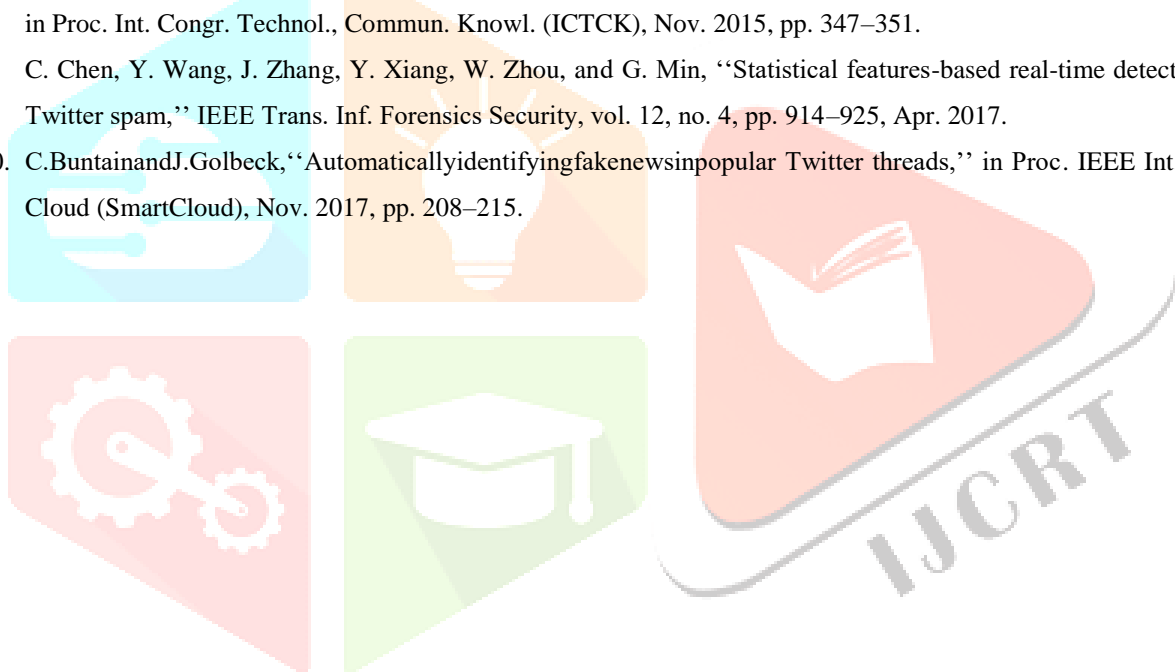 in Proc. Int. Congr. Technol., Commun. Knowl. (ICTCK), Nov. 2015, pp. 347–351.
C. Chen, Y. Wang, J. Zhang, Y. Xiang, W. Zhou, and G. Min, ‘‘Statistical features-based real-time detect
Twitter spam,’’ IEEE Trans. Inf. Forensics Security, vol. 12, no. 4, pp. 914–925, Apr. 2017.
0. C.BuntainandJ.Golbeck,‘‘Automaticallyidentifyingfakenewsinpopular Twitter threads,’’ in Proc. IEEE Int
Cloud (SmartCloud), Nov. 2017, pp. 208–215.
IJCRT